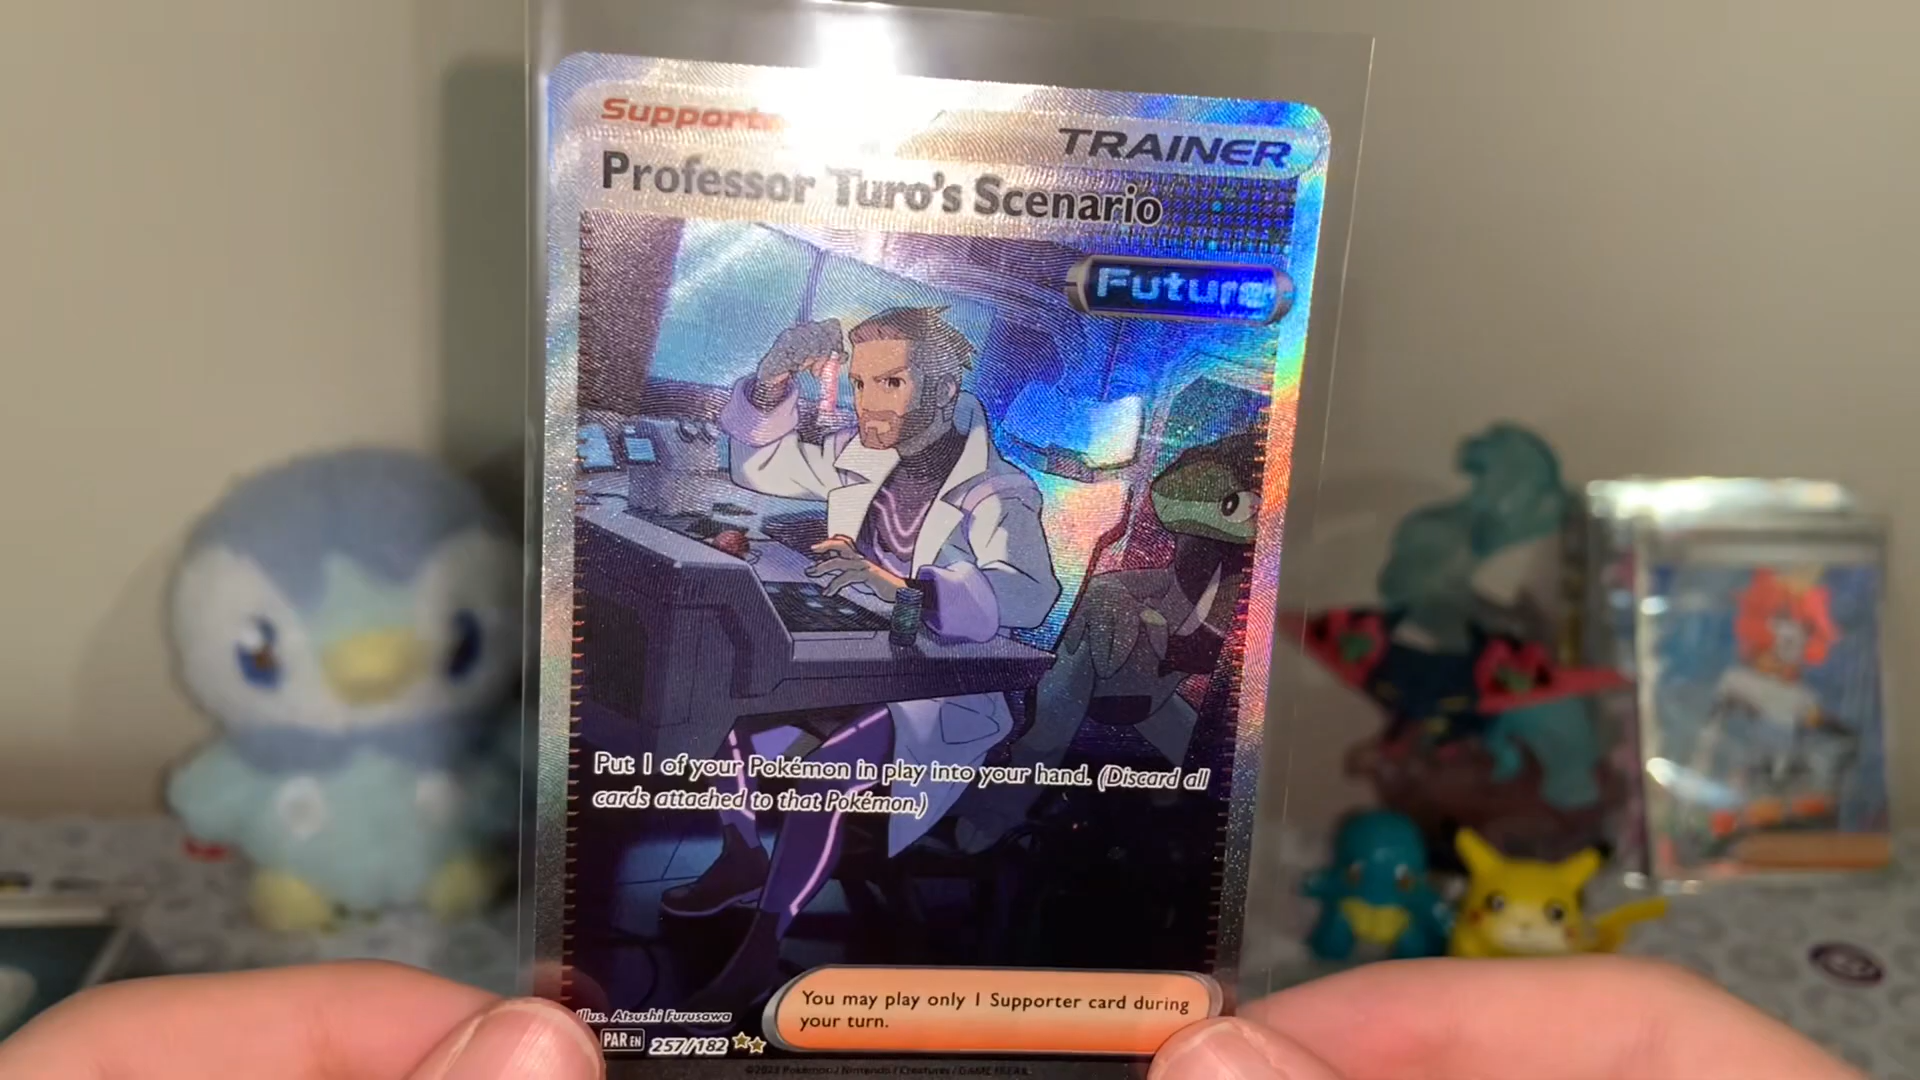 TRAINER
Professor Turo's Scenario
Future
Put 1 of your Pokémon in play into your hand. (Discard all
cards attached to that Pokémon.)
You may play only 1 Supporter card during
your turn.
Illus. Atsushi Furusawa
PAR EN 257/182
©2023 Pokémon / Nintendo / Creatures / GAME FREAK